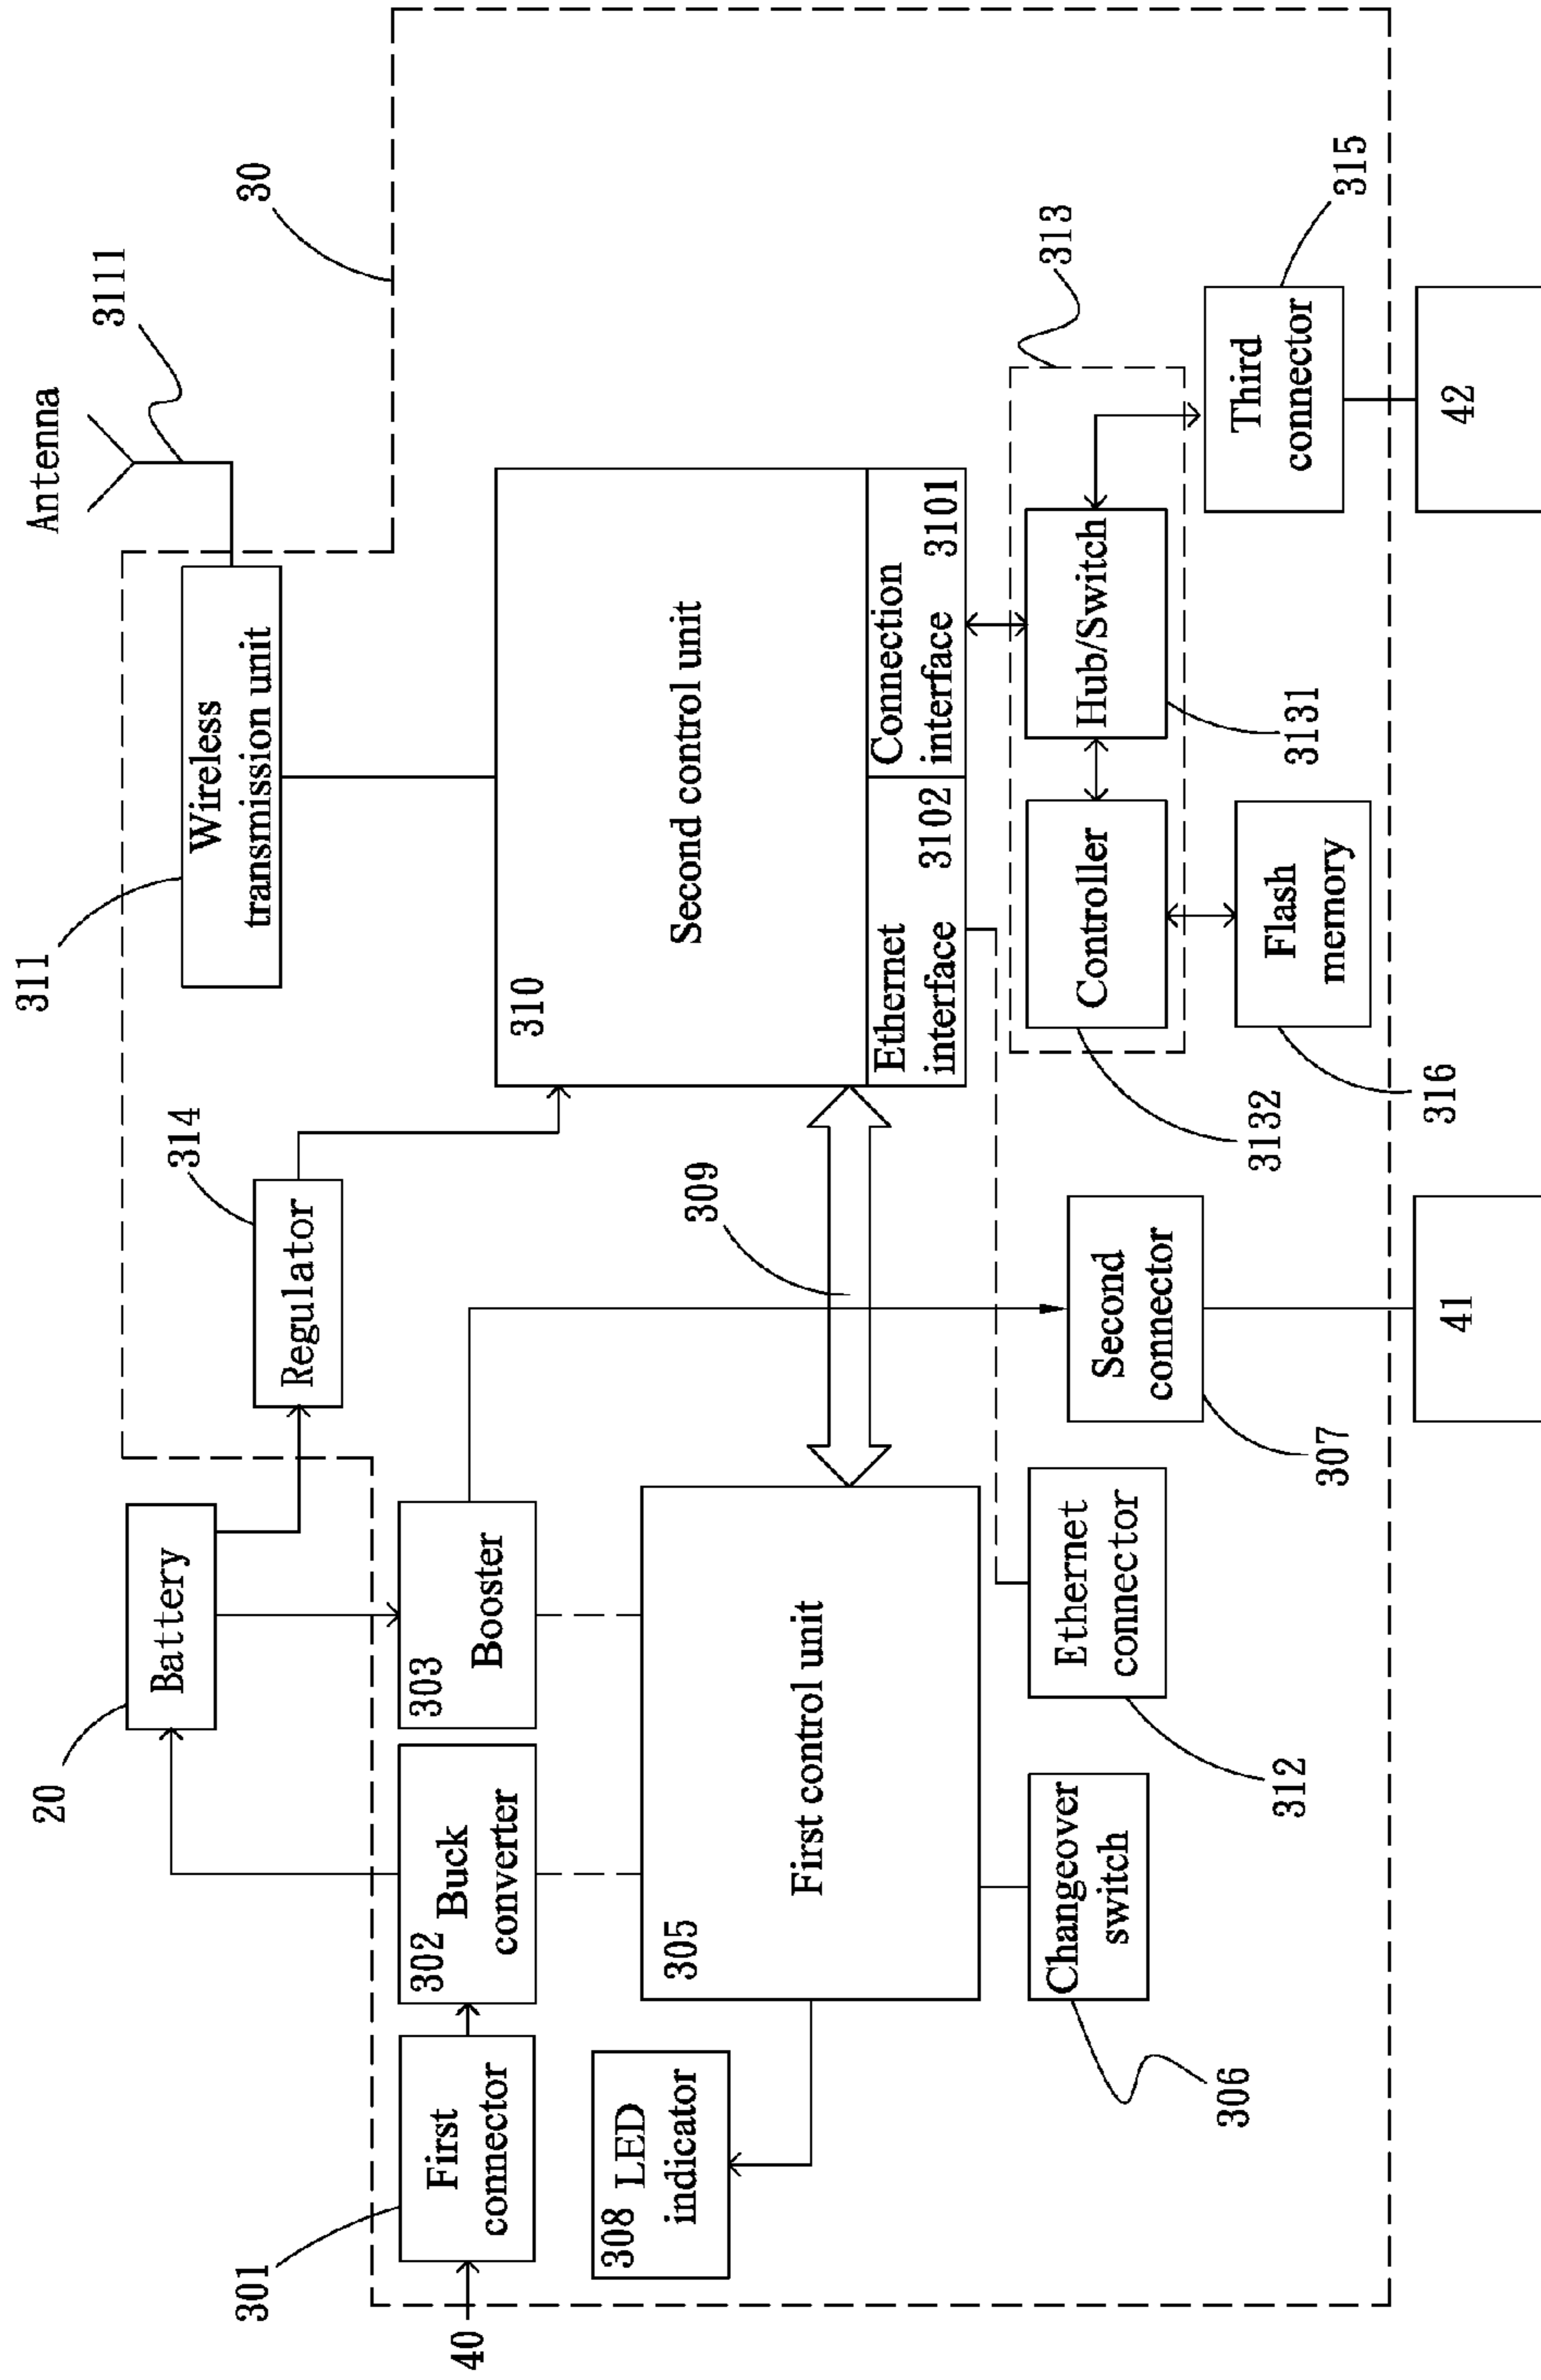 Antenna
3111
30
311
Wireless
transmission unit
314
Regulator
20
Battery
310
Second control unit
Ethernet
interface 3102
Connection
interface 3101
313
Hub/Switch
3131
Controller
3132
Third
connector
315
42
Flash
memory
316
309
303
Booster
302
Buck
converter
301
First
connector
40
308
LED
indicator
305
First control unit
Changeover
switch
306
Ethernet
connector
312
Second
connector
307
41